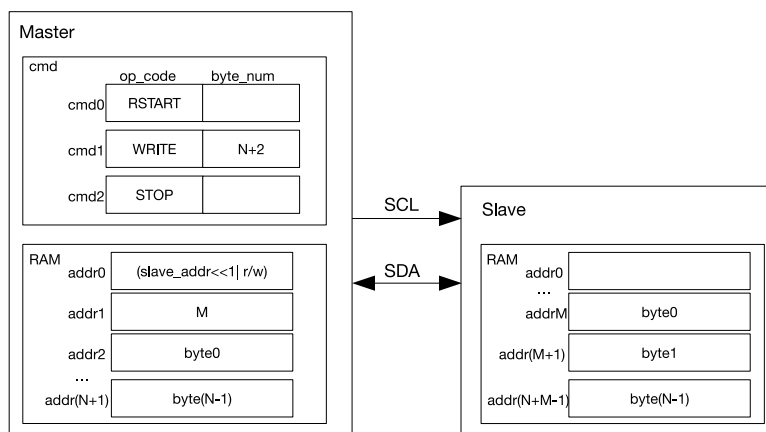 Master
cmd
op_code byte_num
cmd0 RSTART
cmd1 WRITE N+2
cmd2 STOP
RAM
addr0 (slave_addr<<1| r/w)
addr1 M
addr2 byte0
...
addr(N+1) byte(N-1)
SCL
SDA
Slave
RAM
addr0
...
addrM byte0
addr(M+1) byte1
addr(N+M-1) byte(N-1)